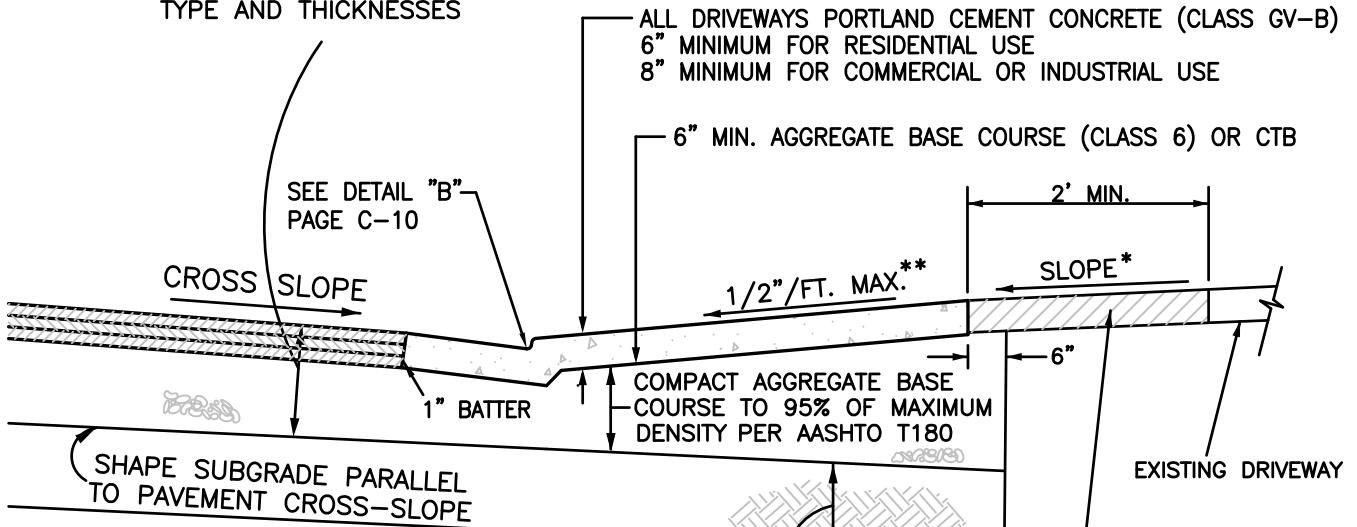 TYPE AND THICKNESSES
ALL DRIVEWAYS PORTLAND CEMENT CONCRETE (CLASS GV-B)
6" MINIMUM FOR RESIDENTIAL USE
8" MINIMUM FOR COMMERCIAL OR INDUSTRIAL USE
6" MIN. AGGREGATE BASE COURSE (CLASS 6) OR CTB
SEE DETAIL "B"
PAGE C-10
2' MIN.
CROSS SLOPE
1/2"/FT. MAX.**
SLOPE*
6"
1" BATTER
COMPACT AGGREGATE BASE
COURSE TO 95% OF MAXIMUM
DENSITY PER AASHTO T180
EXISTING DRIVEWAY
SHAPE SUBGRADE PARALLEL
TO PAVEMENT CROSS-SLOPE